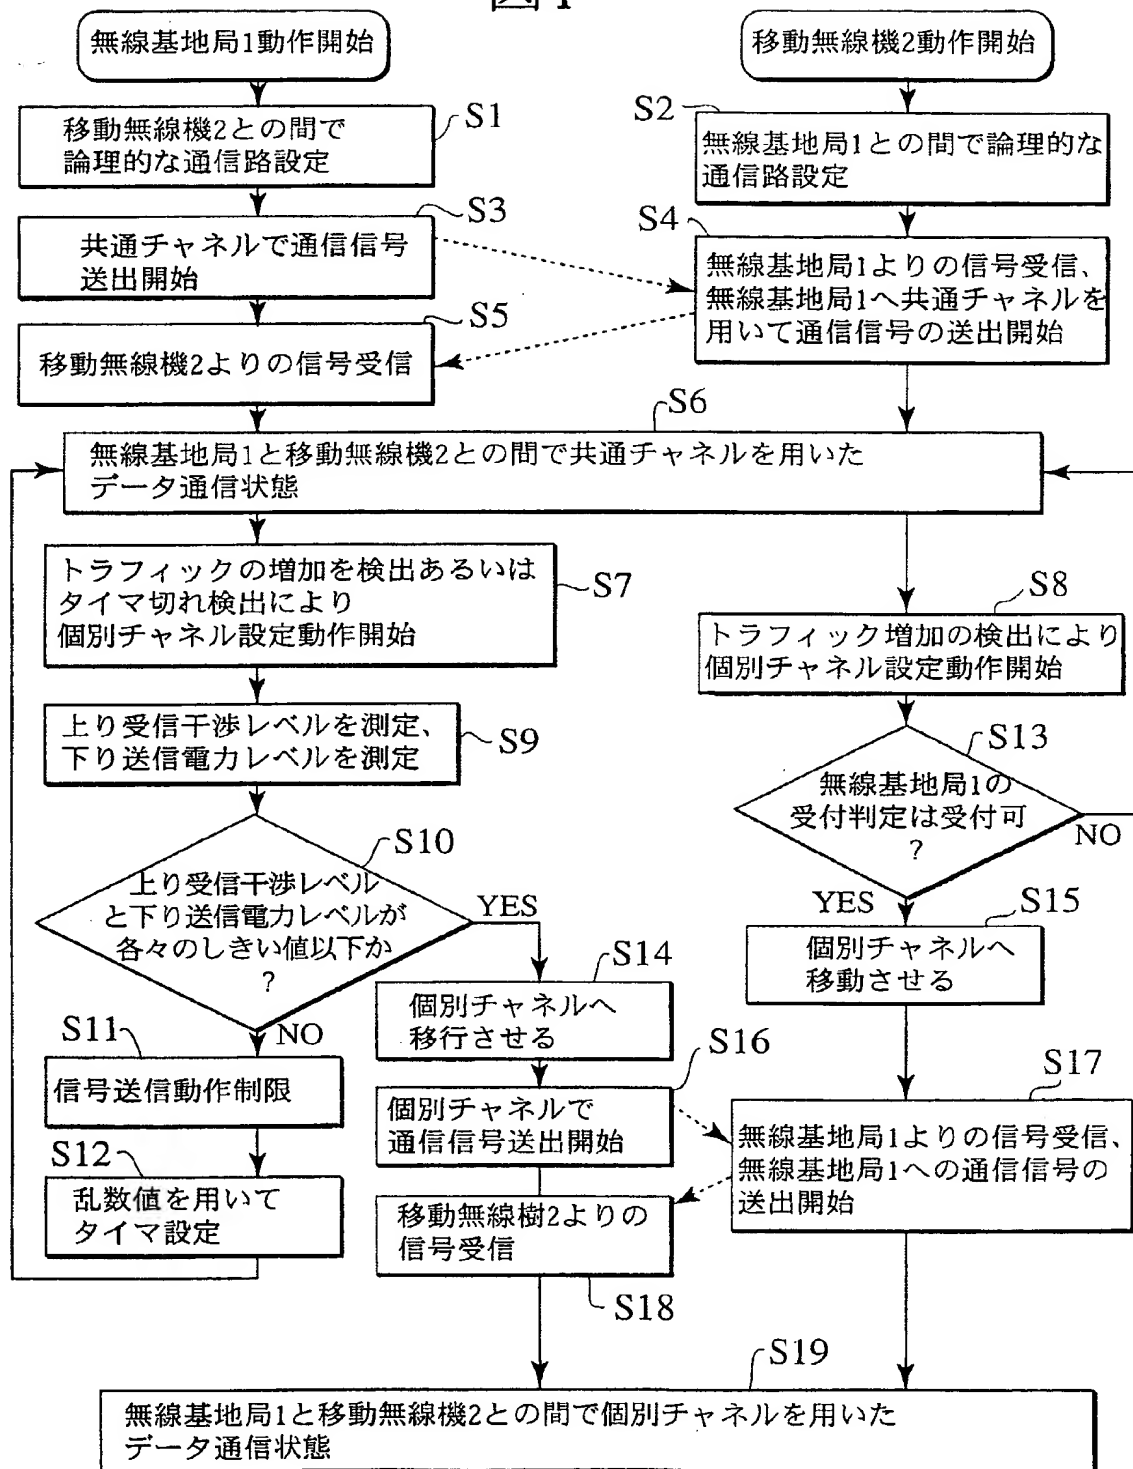 無線基地局1動作開始
移動無線機2動作開始
S1
移動無線機2との間で
論理的な通信路設定
S2
無線基地局1との間で論理的な
通信路設定
S3
共通チャネルで通信信号
送出開始
S4
無線基地局1よりの信号受信、
無線基地局1へ共通チャネルを
用いて通信信号の送出開始
S5
移動無線機2よりの信号受信
S6
無線基地局1と移動無線機2との間で共通チャネルを用いた
データ通信状態
S7
トラフィックの増加を検出あるいは
タイマ切れ検出により
個別チャネル設定動作開始
S8
トラフィック増加の検出により
個別チャネル設定動作開始
S9
上り受信干渉レベルを測定、
下り送信電力レベルを測定
S13
無線基地局1の
受付判定は受付可
?
NO
YES
S10
上り受信干渉レベル
と下り送信電力レベルが
各々のしきい値以下か
?
YES
NO
S15
個別チャネルへ
移動させる
S14
個別チャネルへ
移行させる
S11
信号送信動作制限
S16
個別チャネルで
通信信号送出開始
S17
無線基地局1よりの信号受信、
無線基地局1への通信信号の
送出開始
S12
乱数値を用いて
タイマ設定
移動無線樹2よりの
信号受信
S18
S19
無線基地局1と移動無線機2との間で個別チャネルを用いた
データ通信状態